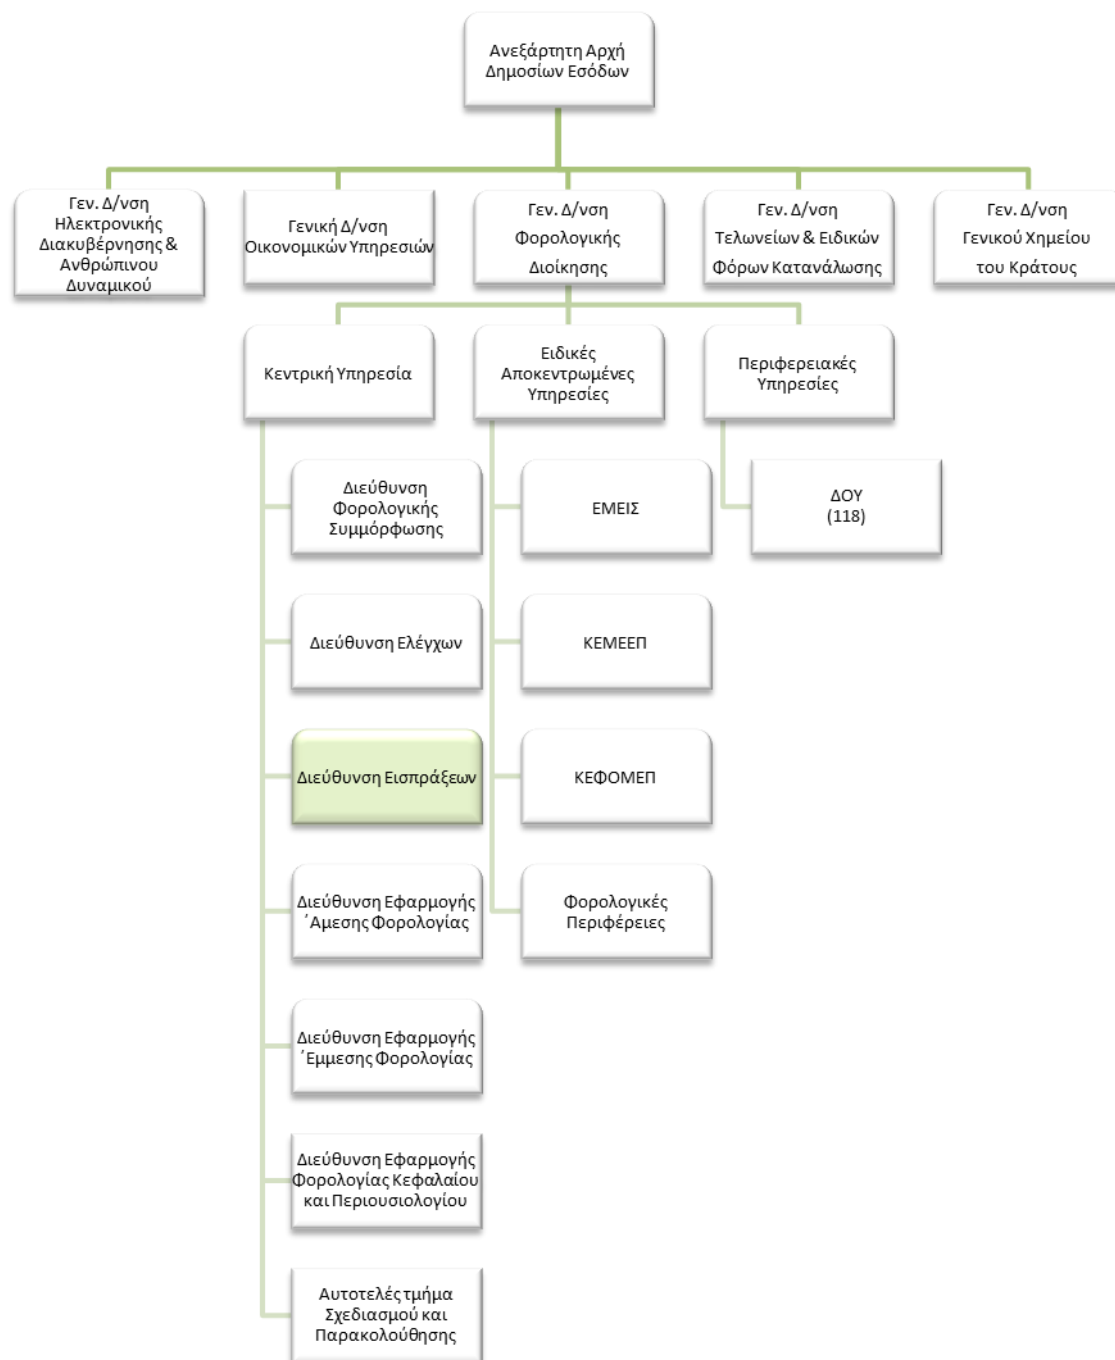 Ανεξάρτητη Αρχή
Δημοσίων Εσόδων
Γεν. Δ/νση
Ηλεκτρονικής
Διακυβέρνησης &
Ανθρώπινου
Δυναμικού
Γενική Δ/νση
Οικονομικών Υπηρεσιών
Γεν. Δ/νση
Φορολογικής
Διοίκησης
Γεν. Δ/νση
Τελωνείων & Ειδικών
Φόρων Κατανάλωσης
Γεν. Δ/νση
Γενικού Χημείου
του Κράτους
Κεντρική Υπηρεσία
Ειδικές
Αποκεντρωμένες
Υπηρεσίες
Περιφερειακές
Υπηρεσίες
Διεύθυνση
Φορολογικής
Συμμόρφωσης
Διεύθυνση Ελέγχων
Διεύθυνση Εισπράξεων
Διεύθυνση Εφαρμογής
΄Αμεσης Φορολογίας
Διεύθυνση Εφαρμογής
΄Εμμεσης Φορολογίας
Διεύθυνση Εφαρμογής
Φορολογίας Κεφαλαίου
και Περιουσιολογίου
Αυτοτελές τμήμα
Σχεδιασμού και
Παρακολούθησης
ΕΜΕΙΣ
ΚΕΜΕΕΠ
ΚΕΦΟΜΕΠ
Φορολογικές
Περιφέρειες
ΔΟΥ
(118)